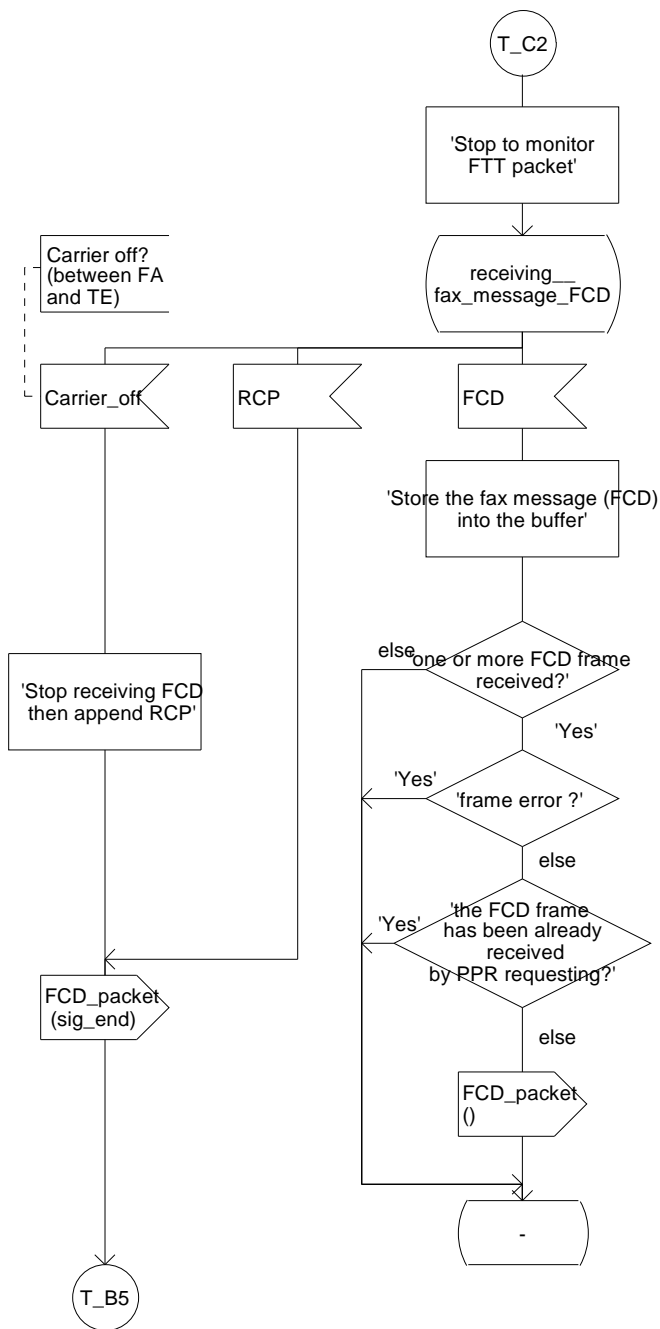 T_C2
'Stop to monitor
FTT packet'
Carrier off?
(between FA
and TE)
receiving__
fax_message_FCD
Carrier_off
RCP
FCD
'Store the fax message (FCD)
into the buffer'
else
'one or more FCD frame
received?'
'Yes'
'Stop receiving FCD
then append RCP'
'Yes'
'frame error ?'
else
'Yes'
'the FCD frame
has been already
received
by PPR requesting?'
else
FCD_packet
(sig_end)
FCD_packet
()
-
T_B5